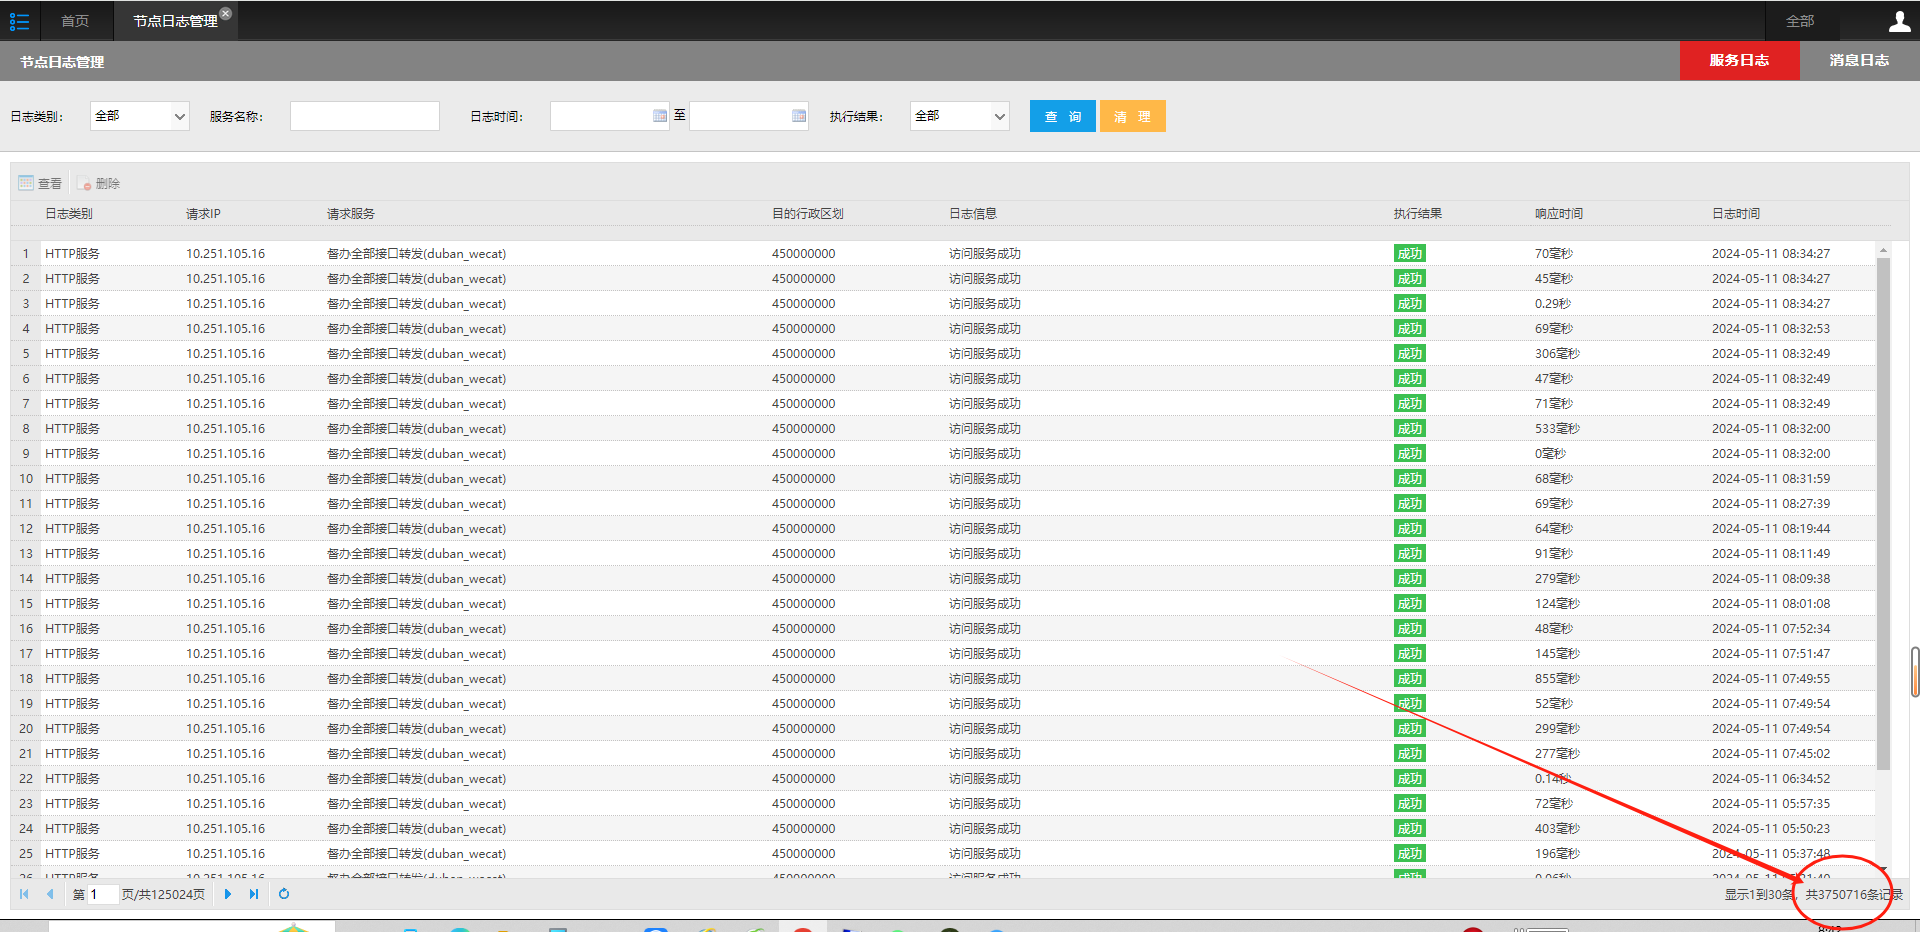 首页 节点日志管理 全部
节点日志管理 服务日志 消息日志
日志类别： 全部 服务名称： 日志时间： 至 执行结果： 全部 查 询 清 理
查看 删除
日志类别 请求IP 请求服务 目的行政区划 日志信息 执行结果 响应时间 日志时间
1 HTTP服务 10.251.105.16 督办全部接口转发(duban_wecat) 450000000 访问服务成功 成功 70毫秒 2024-05-11 08:34:27
2 HTTP服务 10.251.105.16 督办全部接口转发(duban_wecat) 450000000 访问服务成功 成功 45毫秒 2024-05-11 08:34:27
3 HTTP服务 10.251.105.16 督办全部接口转发(duban_wecat) 450000000 访问服务成功 成功 0.29秒 2024-05-11 08:34:27
4 HTTP服务 10.251.105.16 督办全部接口转发(duban_wecat) 450000000 访问服务成功 成功 69毫秒 2024-05-11 08:32:53
5 HTTP服务 10.251.105.16 督办全部接口转发(duban_wecat) 450000000 访问服务成功 成功 306毫秒 2024-05-11 08:32:49
6 HTTP服务 10.251.105.16 督办全部接口转发(duban_wecat) 450000000 访问服务成功 成功 47毫秒 2024-05-11 08:32:49
7 HTTP服务 10.251.105.16 督办全部接口转发(duban_wecat) 450000000 访问服务成功 成功 71毫秒 2024-05-11 08:32:49
8 HTTP服务 10.251.105.16 督办全部接口转发(duban_wecat) 450000000 访问服务成功 成功 533毫秒 2024-05-11 08:32:00
9 HTTP服务 10.251.105.16 督办全部接口转发(duban_wecat) 450000000 访问服务成功 成功 0毫秒 2024-05-11 08:32:00
10 HTTP服务 10.251.105.16 督办全部接口转发(duban_wecat) 450000000 访问服务成功 成功 68毫秒 2024-05-11 08:31:59
11 HTTP服务 10.251.105.16 督办全部接口转发(duban_wecat) 450000000 访问服务成功 成功 69毫秒 2024-05-11 08:27:39
12 HTTP服务 10.251.105.16 督办全部接口转发(duban_wecat) 450000000 访问服务成功 成功 64毫秒 2024-05-11 08:19:44
13 HTTP服务 10.251.105.16 督办全部接口转发(duban_wecat) 450000000 访问服务成功 成功 91毫秒 2024-05-11 08:11:49
14 HTTP服务 10.251.105.16 督办全部接口转发(duban_wecat) 450000000 访问服务成功 成功 279毫秒 2024-05-11 08:09:38
15 HTTP服务 10.251.105.16 督办全部接口转发(duban_wecat) 450000000 访问服务成功 成功 124毫秒 2024-05-11 08:01:08
16 HTTP服务 10.251.105.16 督办全部接口转发(duban_wecat) 450000000 访问服务成功 成功 48毫秒 2024-05-11 07:52:34
17 HTTP服务 10.251.105.16 督办全部接口转发(duban_wecat) 450000000 访问服务成功 成功 145毫秒 2024-05-11 07:51:47
18 HTTP服务 10.251.105.16 督办全部接口转发(duban_wecat) 450000000 访问服务成功 成功 855毫秒 2024-05-11 07:49:55
19 HTTP服务 10.251.105.16 督办全部接口转发(duban_wecat) 450000000 访问服务成功 成功 52毫秒 2024-05-11 07:49:54
20 HTTP服务 10.251.105.16 督办全部接口转发(duban_wecat) 450000000 访问服务成功 成功 299毫秒 2024-05-11 07:49:54
21 HTTP服务 10.251.105.16 督办全部接口转发(duban_wecat) 450000000 访问服务成功 成功 277毫秒 2024-05-11 07:45:02
22 HTTP服务 10.251.105.16 督办全部接口转发(duban_wecat) 450000000 访问服务成功 成功 0.14秒 2024-05-11 06:34:52
23 HTTP服务 10.251.105.16 督办全部接口转发(duban_wecat) 450000000 访问服务成功 成功 72毫秒 2024-05-11 05:57:35
24 HTTP服务 10.251.105.16 督办全部接口转发(duban_wecat) 450000000 访问服务成功 成功 403毫秒 2024-05-11 05:50:23
25 HTTP服务 10.251.105.16 督办全部接口转发(duban_wecat) 450000000 访问服务成功 成功 196毫秒 2024-05-11 05:37:48
第 1 页/共125024页 显示1到30条，共3750716条记录